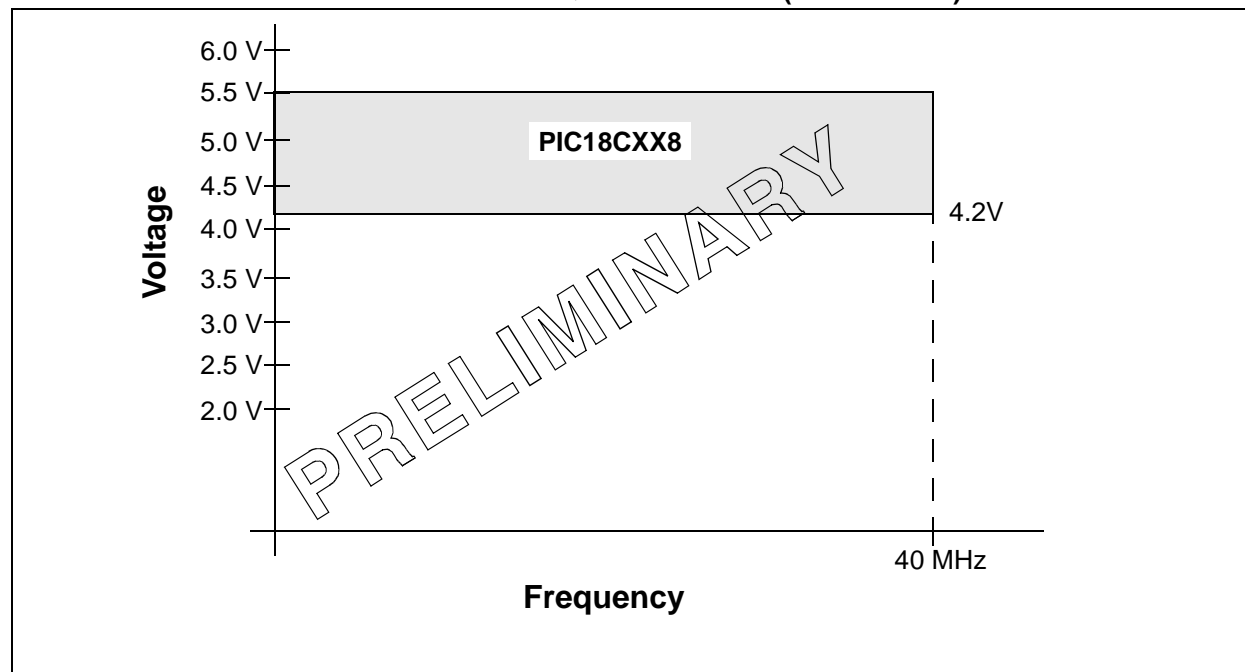 6.0 V
5.5 V
5.0 V
4.5 V
4.0 V
3.5 V
3.0 V
2.5 V
2.0 V
Voltage
PIC18CXX8
PRELIMINARY
4.2V
40 MHz
Frequency